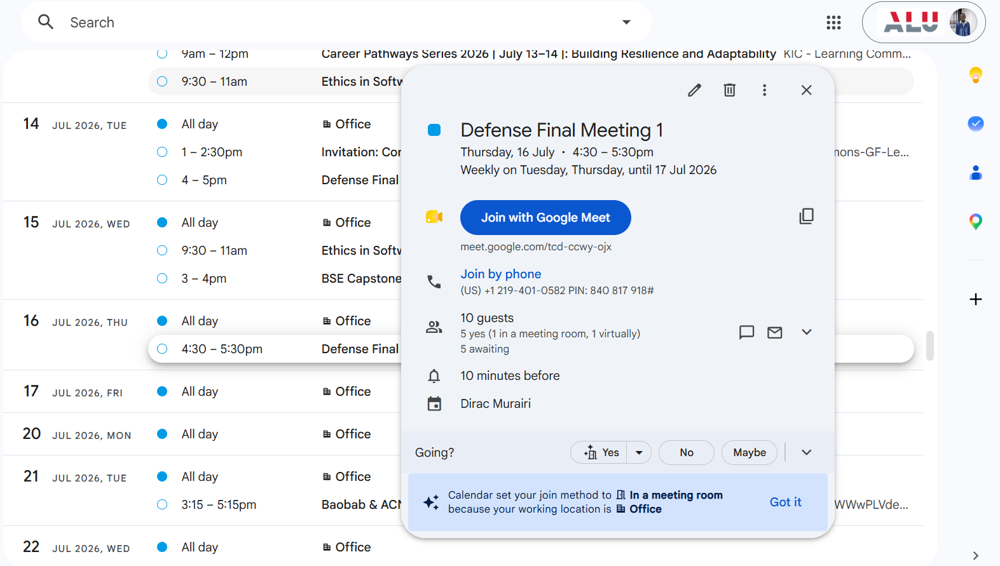 Search
ALU
9am – 12pm Career Pathways Series 2026 | July 13–14 |: Building Resilience and Adaptability KIC - Learning Comm...
9:30 – 11am Ethics in Softw
14 JUL 2026, TUE All day Office
1 – 2:30pm Invitation: Con mons-GF-Le...
4 – 5pm Defense Final
15 JUL 2026, WED All day Office
9:30 – 11am Ethics in Softw
3 – 4pm BSE Capstone
16 JUL 2026, THU All day Office
4:30 – 5:30pm Defense Final
17 JUL 2026, FRI All day Office
20 JUL 2026, MON All day Office
21 JUL 2026, TUE All day Office
3:15 – 5:15pm Baobab & ACN WWwPLVde...
22 JUL 2026, WED All day Office
Defense Final Meeting 1
Thursday, 16 July · 4:30 – 5:30pm
Weekly on Tuesday, Thursday, until 17 Jul 2026
Join with Google Meet
meet.google.com/tcd-ccwy-ojx
Join by phone
(US) +1 219-401-0582 PIN: 840 817 918#
10 guests
5 yes (1 in a meeting room, 1 virtually)
5 awaiting
10 minutes before
Dirac Murairi
Going? Yes No Maybe
Calendar set your join method to In a meeting room
because your working location is Office
Got it